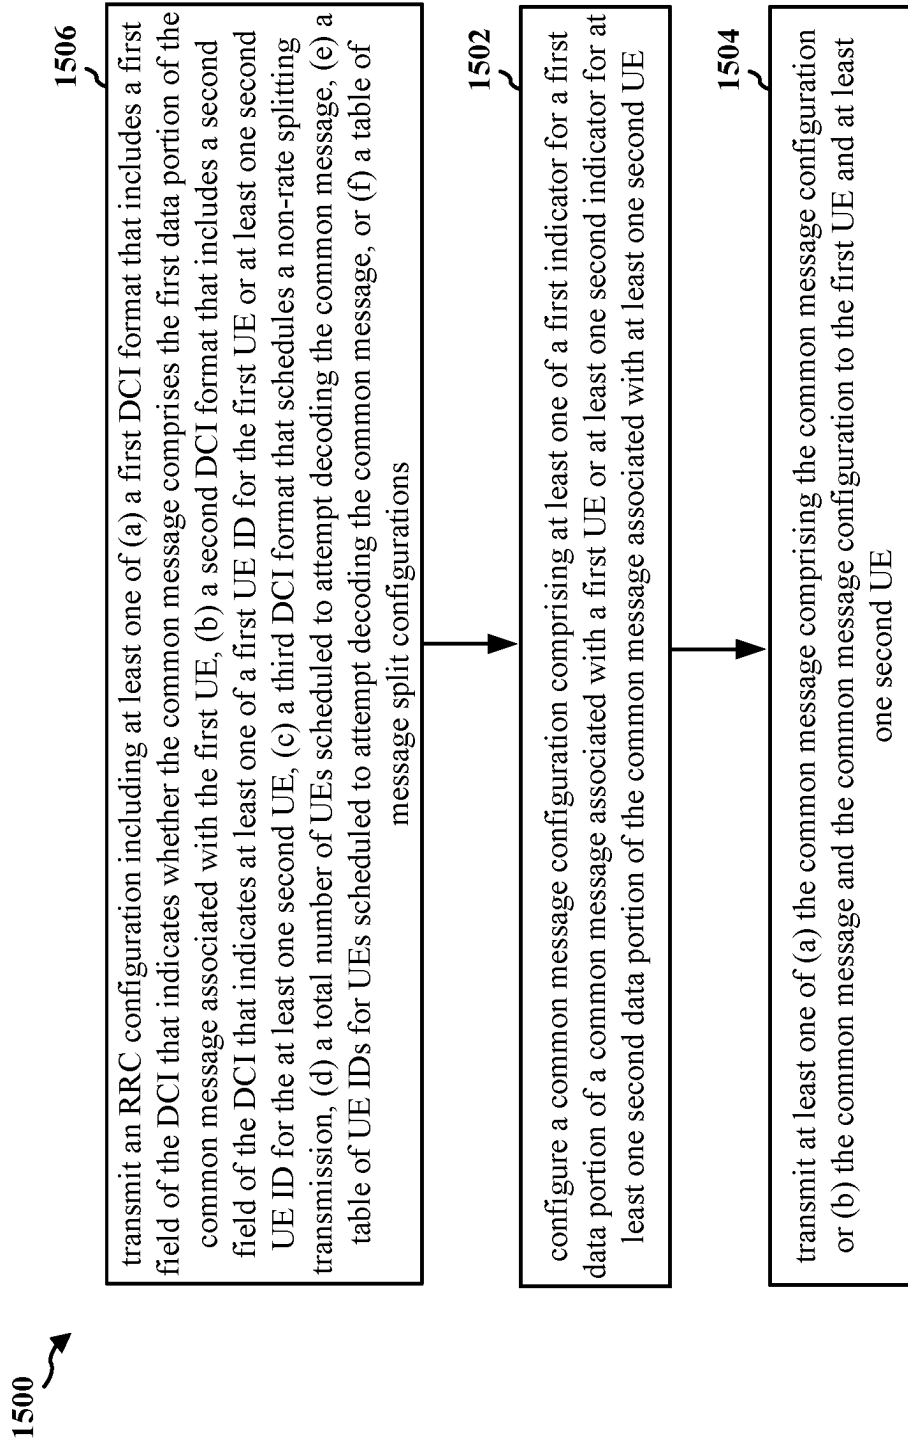 1500
1506
transmit an RRC configuration including at least one of (a) a first DCI format that includes a first
field of the DCI that indicates whether the common message comprises the first data portion of the
common message associated with the first UE, (b) a second DCI format that includes a second
field of the DCI that indicates at least one of a first UE ID for the first UE or at least one second
UE ID for the at least one second UE, (c) a third DCI format that schedules a non-rate splitting
transmission, (d) a total number of UEs scheduled to attempt decoding the common message, (e) a
table of UE IDs for UEs scheduled to attempt decoding the common message, or (f) a table of
message split configurations
1502
configure a common message configuration comprising at least one of a first indicator for a first
data portion of a common message associated with a first UE or at least one second indicator for at
least one second data portion of the common message associated with at least one second UE
1504
transmit at least one of (a) the common message comprising the common message configuration
or (b) the common message and the common message configuration to the first UE and at least
one second UE